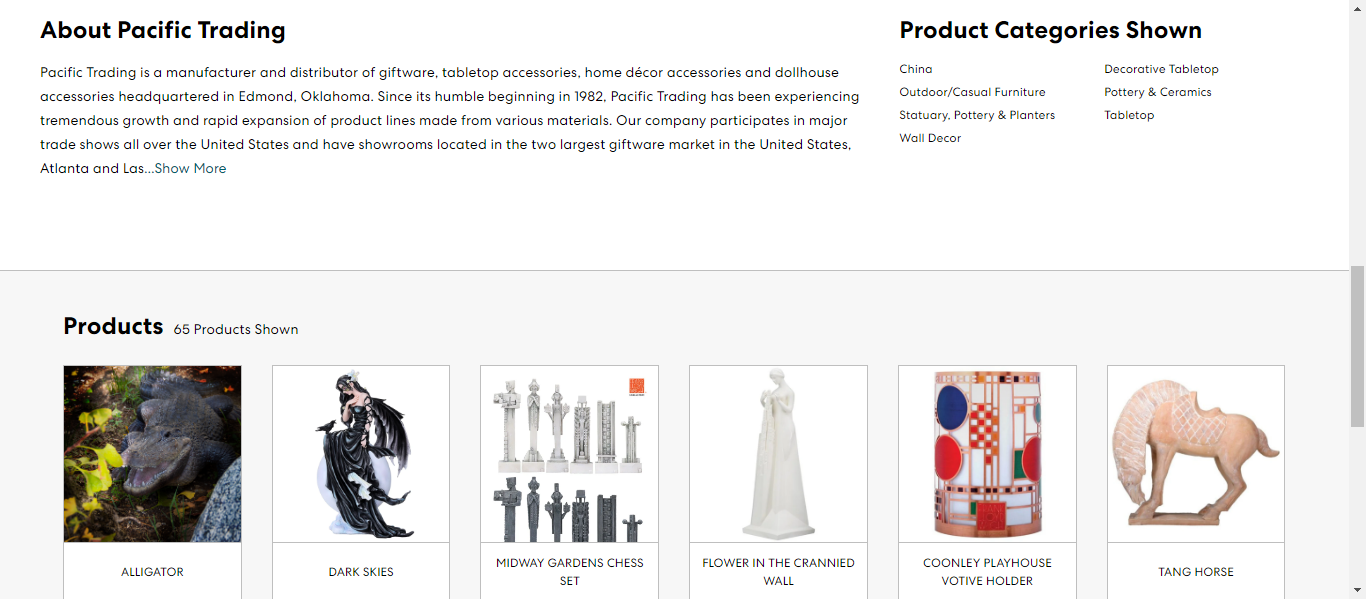 About Pacific Trading
Pacific Trading is a manufacturer and distributor of giftware, tabletop accessories, home décor accessories and dollhouse
accessories headquartered in Edmond, Oklahoma. Since its humble beginning in 1982, Pacific Trading has been experiencing
tremendous growth and rapid expansion of product lines made from various materials. Our company participates in major
trade shows all over the United States and have showrooms located in the two largest giftware market in the United States,
Atlanta and Las...Show More
Product Categories Shown
China
Outdoor/Casual Furniture
Statuary, Pottery & Planters
Wall Decor
Decorative Tabletop
Pottery & Ceramics
Tabletop
Products 65 Products Shown
ALLIGATOR
DARK SKIES
MIDWAY GARDENS CHESS
SET
FLOWER IN THE CRANNIED
WALL
COONLEY PLAYHOUSE
VOTIVE HOLDER
TANG HORSE